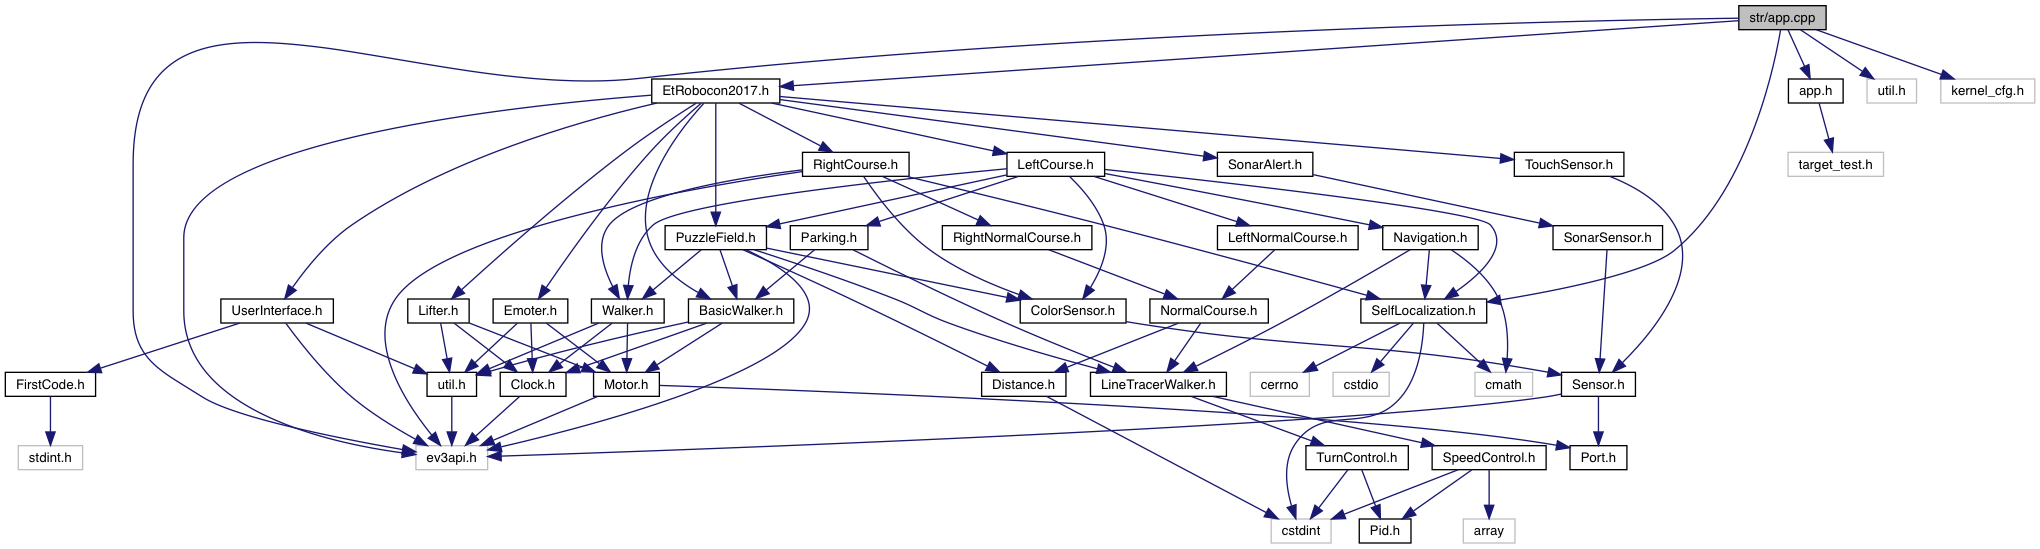 str/app.cpp
EtRobocon2017.h
app.h
util.h
kernel_cfg.h
RightCourse.h
LeftCourse.h
SonarAlert.h
TouchSensor.h
target_test.h
PuzzleField.h
Parking.h
RightNormalCourse.h
LeftNormalCourse.h
Navigation.h
SonarSensor.h
UserInterface.h
Lifter.h
Emoter.h
Walker.h
BasicWalker.h
ColorSensor.h
NormalCourse.h
SelfLocalization.h
FirstCode.h
util.h
Clock.h
Motor.h
Distance.h
LineTracerWalker.h
cerrno
cstdio
cmath
Sensor.h
stdint.h
ev3api.h
TurnControl.h
SpeedControl.h
Port.h
cstdint
Pid.h
array